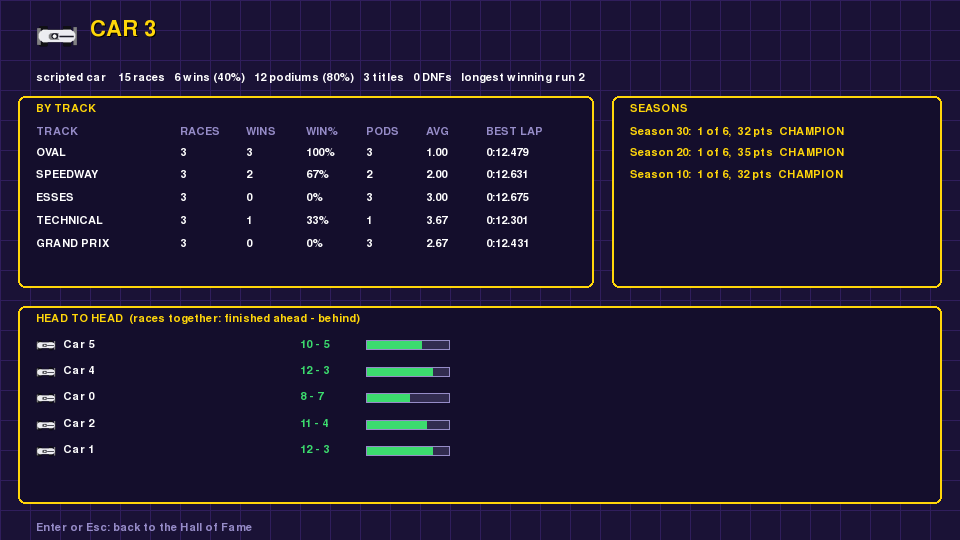 CAR 3
scripted car 15 races 6 wins (40%) 12 podiums (80%) 3 titles 0 DNFs longest winning run 2
BY TRACK
TRACK RACES WINS WIN% PODS AVG BEST LAP
OVAL 3 3 100% 3 1.00 0:12.479
SPEEDWAY 3 2 67% 2 2.00 0:12.631
ESSES 3 0 0% 3 3.00 0:12.675
TECHNICAL 3 1 33% 1 3.67 0:12.301
GRAND PRIX 3 0 0% 3 2.67 0:12.431
SEASONS
Season 30: 1 of 6, 32 pts CHAMPION
Season 20: 1 of 6, 35 pts CHAMPION
Season 10: 1 of 6, 32 pts CHAMPION
HEAD TO HEAD (races together: finished ahead - behind)
Car 5 10 - 5
Car 4 12 - 3
Car 0 8 - 7
Car 2 11 - 4
Car 1 12 - 3
Enter or Esc: back to the Hall of Fame